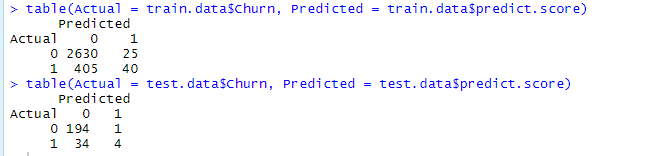 > table(Actual = train.data$Churn, Predicted = train.data$predict.score)
      Predicted
Actual    0    1
     0 2630   25
     1  405   40
> table(Actual = test.data$Churn, Predicted = test.data$predict.score)
      Predicted
Actual   0   1
     0 194   1
     1  34   4